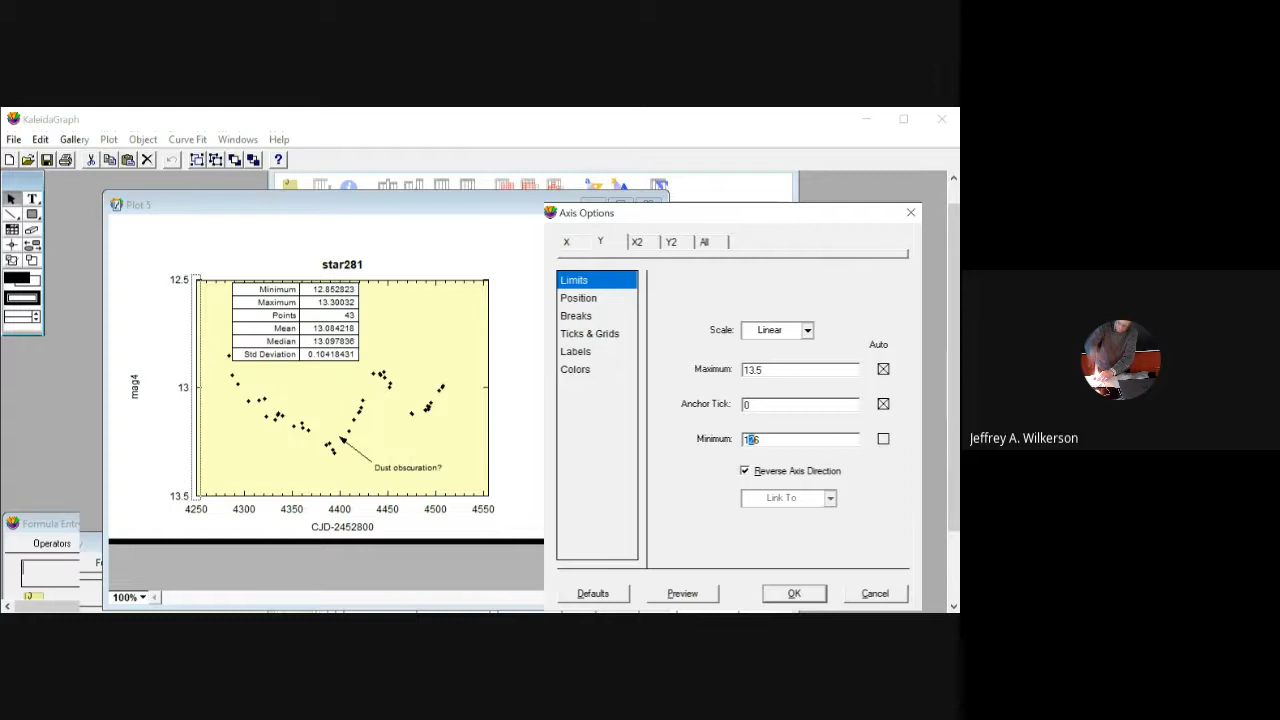 KaleidaGraph
File Edit Gallery Plot Object Curve Fit Windows Help
T
?
Plot 5
star281
12.5
13
13.5
mag4
Minimum 12.852823
Maximum 13.30032
Points 43
Mean 13.084218
Median 13.097836
Std Deviation 0.10418431
Dust obscuration?
4250 4300 4350 4400 4450 4500 4550
CJD-2452800
100%
Formula Entry
Operators
Axis Options
X Y X2 Y2 All
Limits
Position
Breaks
Ticks & Grids
Labels
Colors
Scale: Linear
Auto
Maximum: 13.5
Anchor Tick: 0
Minimum: 126
Reverse Axis Direction
Link To
Defaults Preview OK Cancel
Jeffrey A. Wilkerson